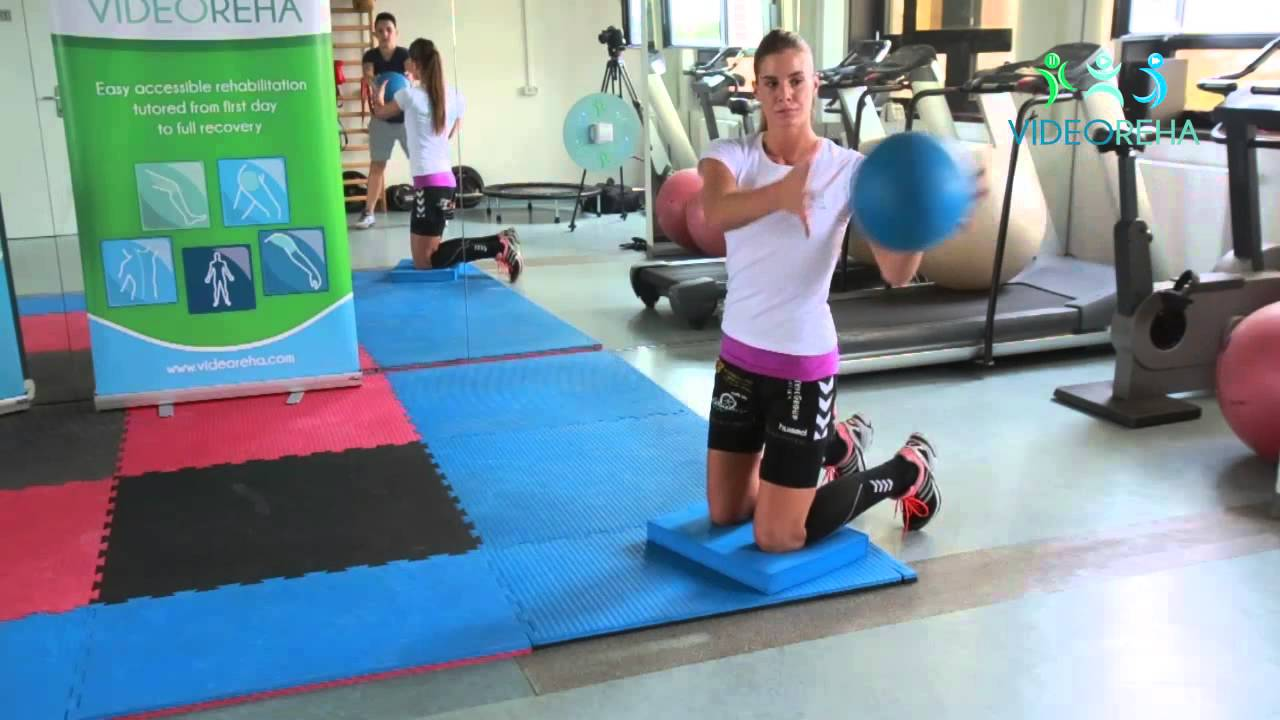 VIDEOREHA
Easy accessible rehabilitation
tutored from first day
to full recovery
www.videoreha.com
VIDEOREHA
hummel